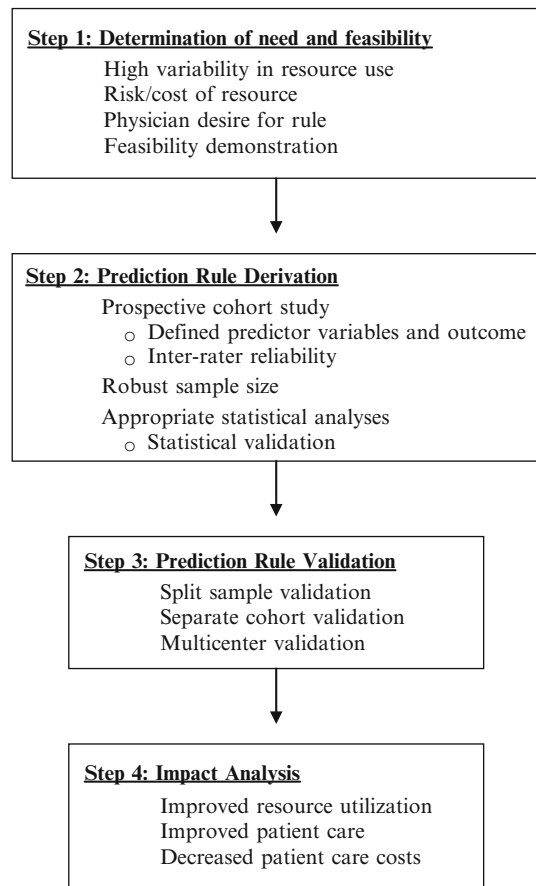 Step 1: Determination of need and feasibility
High variability in resource use
Risk/cost of resource
Physician desire for rule
Feasibility demonstration
Step 2: Prediction Rule Derivation
Prospective cohort study
○ Defined predictor variables and outcome
○ Inter-rater reliability
Robust sample size
Appropriate statistical analyses
○ Statistical validation
Step 3: Prediction Rule Validation
Split sample validation
Separate cohort validation
Multicenter validation
Step 4: Impact Analysis
Improved resource utilization
Improved patient care
Decreased patient care costs